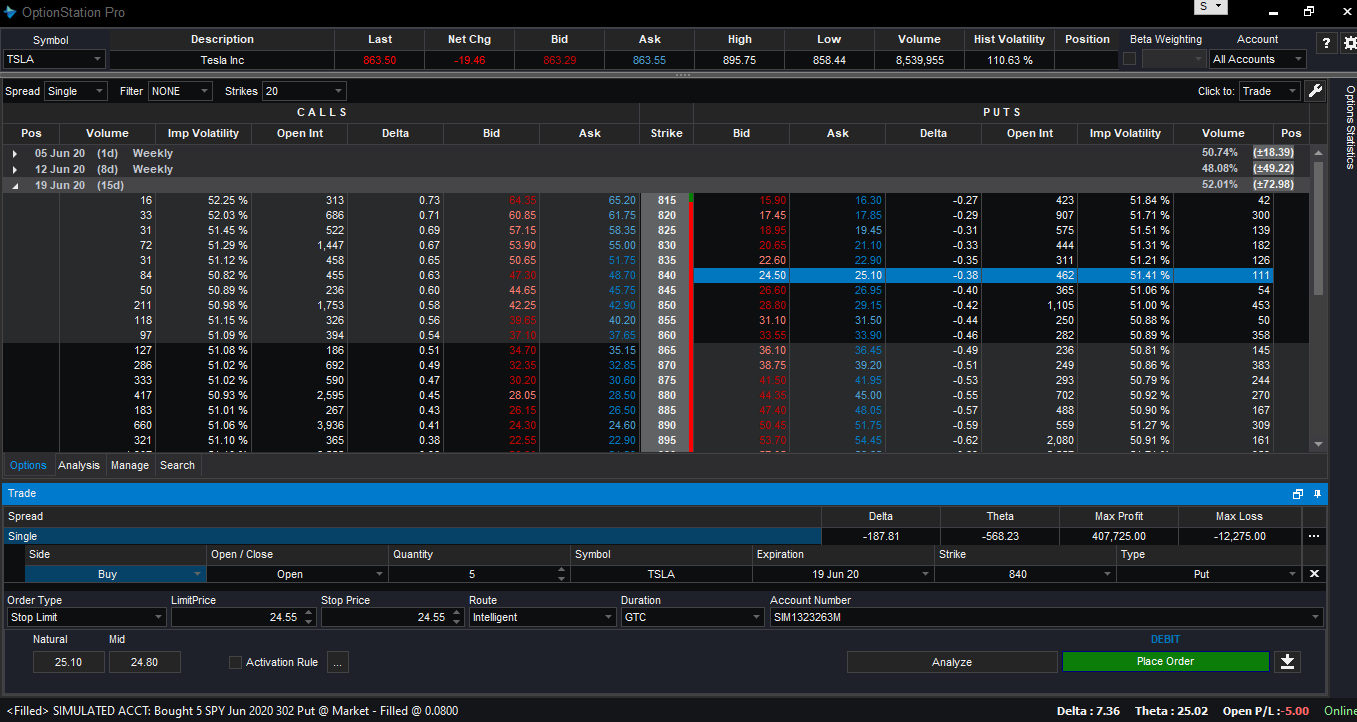 OptionStation Pro S
Symbol Description Last Net Chg Bid Ask High Low Volume Hist Volatility Position Beta Weighting Account ?
TSLA Tesla Inc 863.50 -19.46 863.29 863.55 895.75 858.44 8,539,955 110.63 % All Accounts
Spread Single Filter NONE Strikes 20 Click to: Trade
Options Statistics
CALLS PUTS
Pos Volume Imp Volatility Open Int Delta Bid Ask Strike Bid Ask Delta Open Int Imp Volatility Volume Pos
05 Jun 20 (1d) Weekly 50.74% (±18.39)
12 Jun 20 (8d) Weekly 48.08% (±49.22)
19 Jun 20 (15d) 52.01% (±72.98)
16 52.25 % 313 0.73 64.35 65.20 815 15.90 16.30 -0.27 423 51.84 % 42
33 52.03 % 686 0.71 60.85 61.75 820 17.45 17.85 -0.29 907 51.71 % 300
31 51.45 % 522 0.69 57.15 58.35 825 18.95 19.45 -0.31 575 51.51 % 139
72 51.29 % 1,447 0.67 53.90 55.00 830 20.65 21.10 -0.33 444 51.31 % 182
31 51.12 % 458 0.65 50.65 51.75 835 22.60 22.90 -0.35 311 51.21 % 126
84 50.82 % 455 0.63 47.30 48.70 840 24.50 25.10 -0.38 462 51.41 % 111
50 50.89 % 236 0.60 44.65 45.75 845 26.60 26.95 -0.40 365 51.06 % 54
211 50.98 % 1,753 0.58 42.25 42.90 850 28.80 29.15 -0.42 1,105 51.00 % 453
118 51.15 % 326 0.56 39.65 40.20 855 31.10 31.50 -0.44 250 50.88 % 50
97 51.09 % 394 0.54 37.10 37.65 860 33.55 33.90 -0.46 282 50.89 % 358
127 51.08 % 186 0.51 34.70 35.15 865 36.10 36.45 -0.49 236 50.81 % 145
286 51.02 % 692 0.49 32.35 32.85 870 38.75 39.20 -0.51 249 50.86 % 383
333 51.02 % 590 0.47 30.20 30.60 875 41.50 41.95 -0.53 293 50.79 % 244
417 50.93 % 2,595 0.45 28.05 28.50 880 44.35 45.00 -0.55 702 50.92 % 270
183 51.01 % 267 0.43 26.15 26.50 885 47.40 48.05 -0.57 488 50.90 % 167
660 51.06 % 3,936 0.41 24.30 24.60 890 50.45 51.75 -0.59 559 51.27 % 309
321 51.10 % 365 0.38 22.55 22.90 895 53.70 54.45 -0.62 2,080 50.91 % 161
Options Analysis Manage Search
Trade
Spread Delta Theta Max Profit Max Loss
Single -187.81 -568.23 407,725.00 -12,275.00 ...
Side Open / Close Quantity Symbol Expiration Strike Type
Buy Open 5 TSLA 19 Jun 20 840 Put
Order Type LimitPrice Stop Price Route Duration Account Number
Stop Limit 24.55 24.55 Intelligent GTC SIM1323263M
Natural Mid DEBIT
25.10 24.80 Activation Rule ... Analyze Place Order
<Filled> SIMULATED ACCT: Bought 5 SPY Jun 2020 302 Put @ Market - Filled @ 0.0800 Delta : 7.36 Theta : 25.02 Open P/L :-5.00 Online